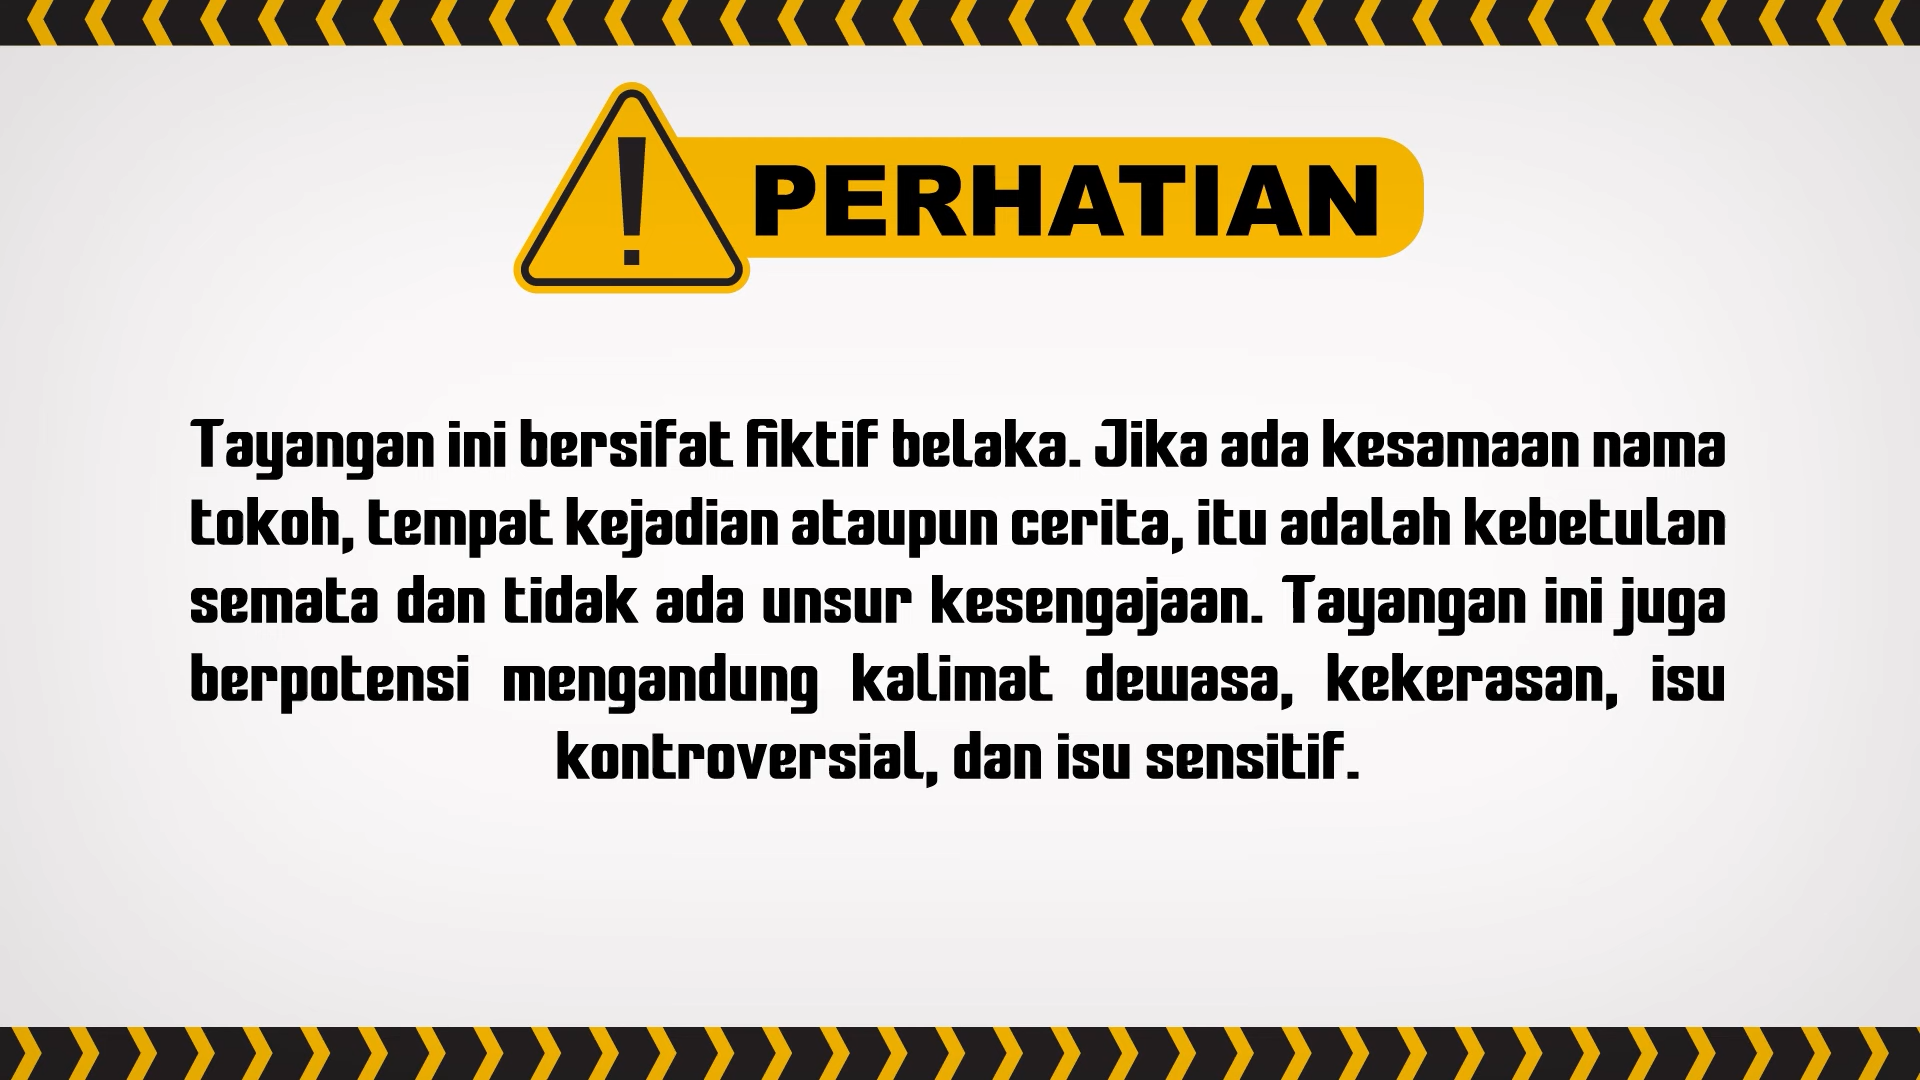 !
PERHATIAN
Tayangan ini bersifat fiktif belaka. Jika ada kesamaan nama
tokoh, tempat kejadian ataupun cerita, itu adalah kebetulan
semata dan tidak ada unsur kesengajaan. Tayangan ini juga
berpotensi mengandung kalimat dewasa, kekerasan, isu
kontroversial, dan isu sensitif.